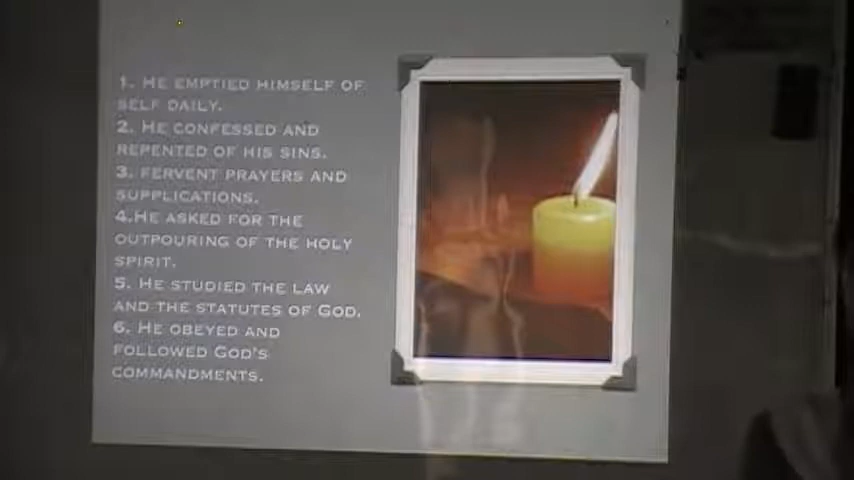 1. HE EMPTIED HIMSELF OF
SELF DAILY.
2. HE CONFESSED AND
REPENTED OF HIS SINS.
3. FERVENT PRAYERS AND
SUPPLICATIONS.
4.HE ASKED FOR THE
OUTPOURING OF THE HOLY
SPIRIT.
5. HE STUDIED THE LAW
AND THE STATUTES OF GOD.
6. HE OBEYED AND
FOLLOWED GOD'S
COMMANDMENTS.